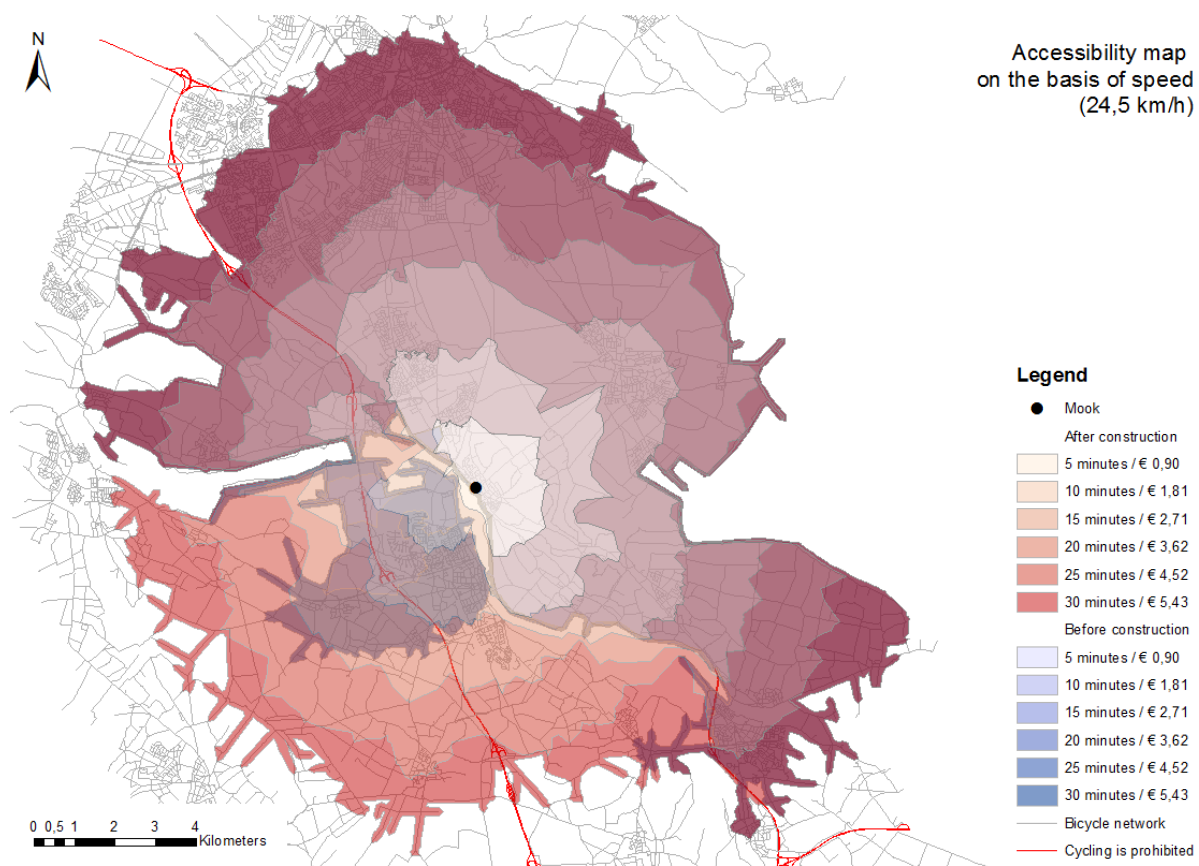 N
Accessibility map
on the basis of speed
(24,5 km/h)
Legend
Mook
After construction
5 minutes / € 0,90
10 minutes / € 1,81
15 minutes / € 2,71
20 minutes / € 3,62
25 minutes / € 4,52
30 minutes / € 5,43
Before construction
5 minutes / € 0,90
10 minutes / € 1,81
15 minutes / € 2,71
20 minutes / € 3,62
25 minutes / € 4,52
30 minutes / € 5,43
Bicycle network
Cycling is prohibited
0 0,5 1 2 3 4
Kilometers